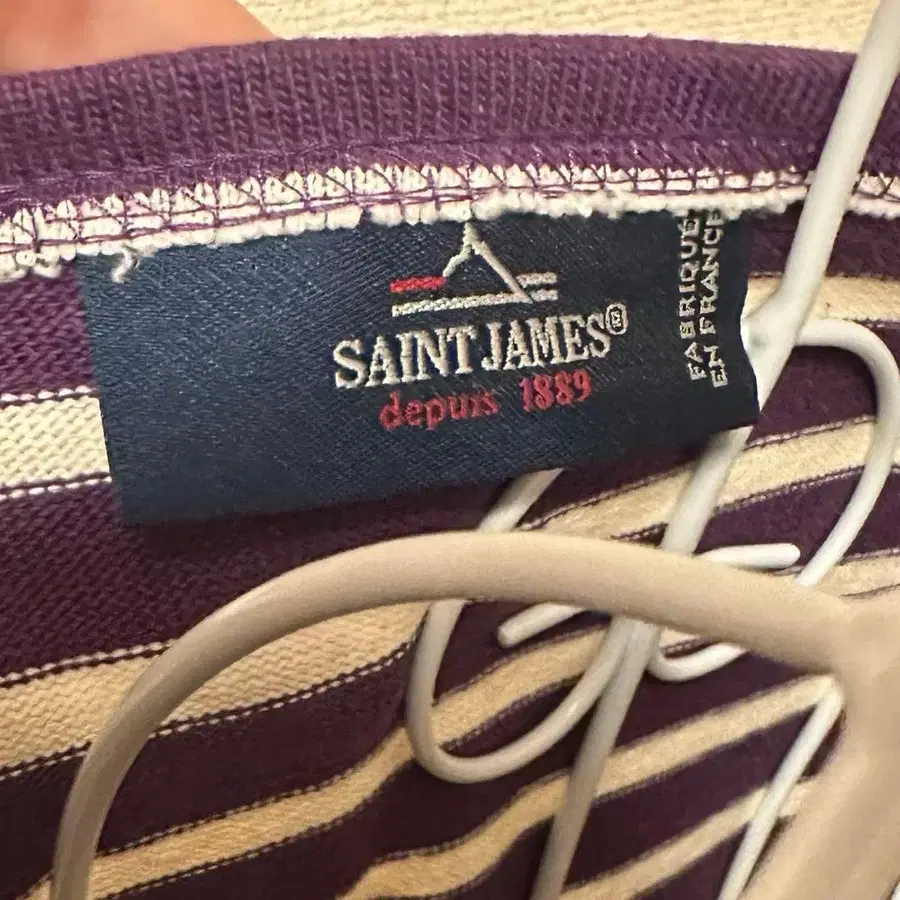 SAINT JAMES®
depuis 1889
FABRIQUÉ
EN FRANCE